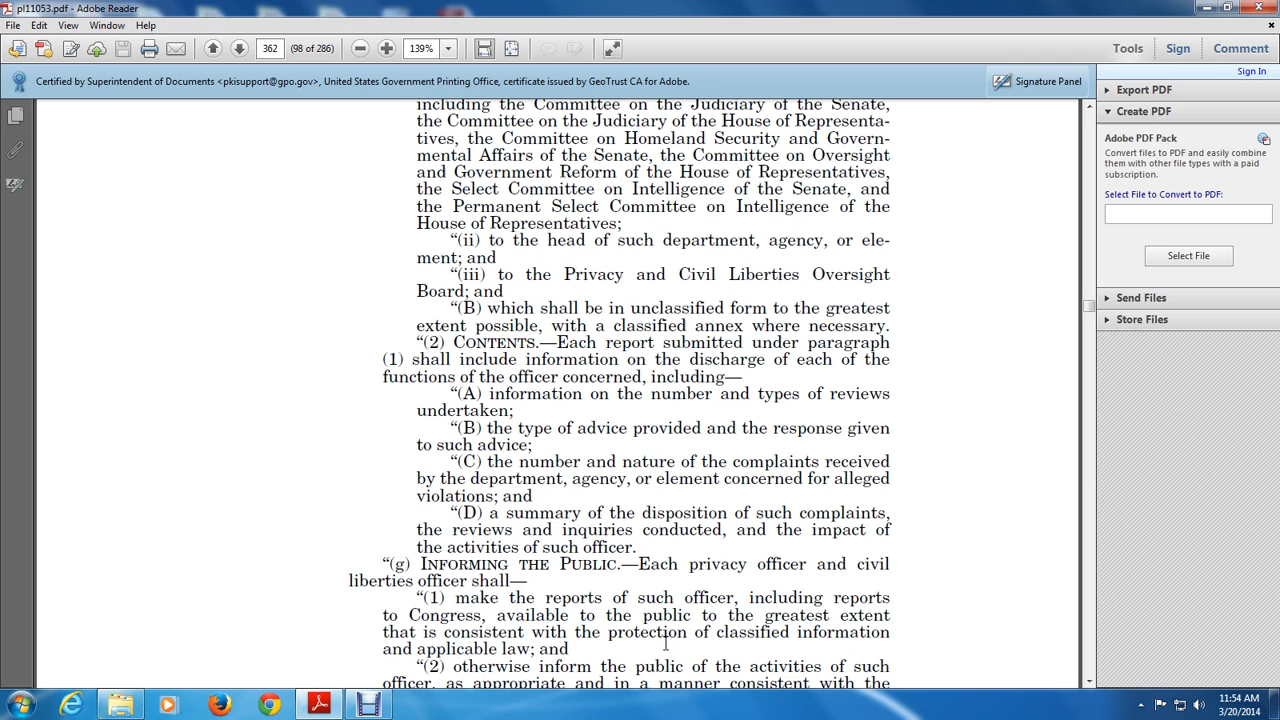 pl11053.pdf - Adobe Reader
File Edit View Window Help
362 (98 of 286) 139% Tools Sign Comment
Certified by Superintendent of Documents <pkisupport@gpo.gov>, United States Government Printing Office, certificate issued by GeoTrust CA for Adobe. Signature Panel
Sign In
Export PDF
Create PDF
Adobe PDF Pack
Convert files to PDF and easily combine
them with other file types with a paid
subscription.
Select File to Convert to PDF:
Select File
Send Files
Store Files
including the Committee on the Judiciary of the Senate,
the Committee on the Judiciary of the House of Representa-
tives, the Committee on Homeland Security and Govern-
mental Affairs of the Senate, the Committee on Oversight
and Government Reform of the House of Representatives,
the Select Committee on Intelligence of the Senate, and
the Permanent Select Committee on Intelligence of the
House of Representatives;
“(ii) to the head of such department, agency, or ele-
ment; and
“(iii) to the Privacy and Civil Liberties Oversight
Board; and
“(B) which shall be in unclassified form to the greatest
extent possible, with a classified annex where necessary.
“(2) CONTENTS.—Each report submitted under paragraph
(1) shall include information on the discharge of each of the
functions of the officer concerned, including—
“(A) information on the number and types of reviews
undertaken;
“(B) the type of advice provided and the response given
to such advice;
“(C) the number and nature of the complaints received
by the department, agency, or element concerned for alleged
violations; and
“(D) a summary of the disposition of such complaints,
the reviews and inquiries conducted, and the impact of
the activities of such officer.
“(g) INFORMING THE PUBLIC.—Each privacy officer and civil
liberties officer shall—
“(1) make the reports of such officer, including reports
to Congress, available to the public to the greatest extent
that is consistent with the protection of classified information
and applicable law; and
“(2) otherwise inform the public of the activities of such
officer, as appropriate and in a manner consistent with the
11:54 AM
3/20/2014